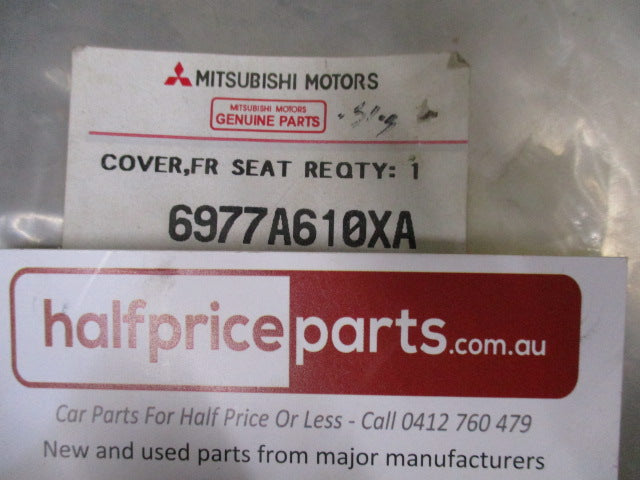 MITSUBISHI MOTORS
MITSUBISHI MOTORS
GENUINE PARTS
COVER,FR SEAT REQTY: 1
6977A610XA
halfpriceparts.com.au
Car Parts For Half Price Or Less - Call 0412 760 479
New and used parts from major manufacturers